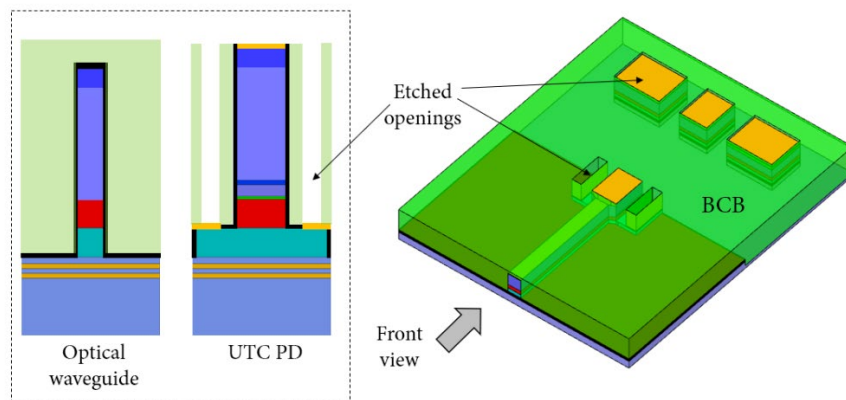 Etched
openings
BCB
Front
view
Optical
waveguide
UTC PD